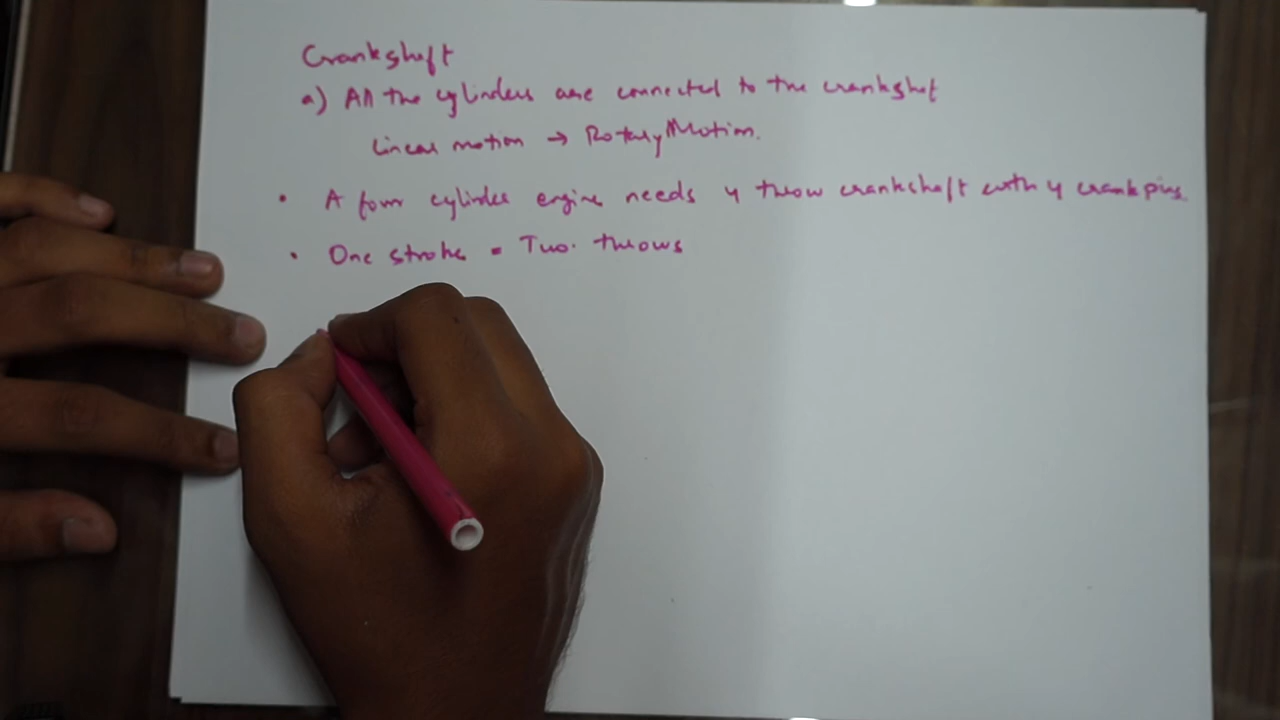 Crankshaft
a) All the cylinders are connected to the crankshaft
Linear motion → Rotary Motion.
• A four cylinder engine needs 4 throw crankshaft with 4 crankpins.
• One stroke = Two throws